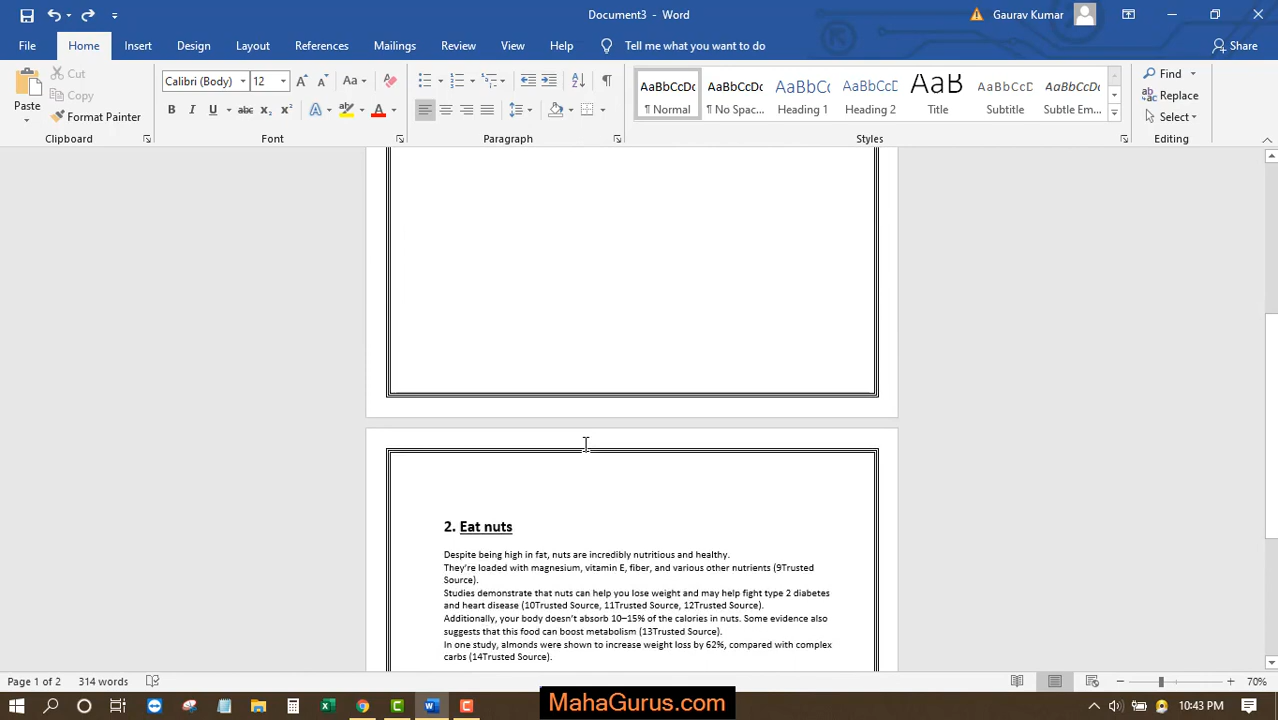 Document3 - Word
Gaurav Kumar
File Home Insert Design Layout References Mailings Review View Help Tell me what you want to do Share
Paste
Cut
Copy
Format Painter
Clipboard
Calibri (Body) 12
Aa
B I U abc x₂ x² A A
Font
Paragraph
AaBbCcDc AaBbCcDc AaBbCc AaBbCcD AaB AaBbCcD AaBbCcDc
¶ Normal ¶ No Spac... Heading 1 Heading 2 Title Subtitle Subtle Em...
Styles
Find
Replace
Select
Editing
2. Eat nuts
Despite being high in fat, nuts are incredibly nutritious and healthy.
They're loaded with magnesium, vitamin E, fiber, and various other nutrients (9Trusted
Source).
Studies demonstrate that nuts can help you lose weight and may help fight type 2 diabetes
and heart disease (10Trusted Source, 11Trusted Source, 12Trusted Source).
Additionally, your body doesn't absorb 10–15% of the calories in nuts. Some evidence also
suggests that this food can boost metabolism (13Trusted Source).
In one study, almonds were shown to increase weight loss by 62%, compared with complex
carbs (14Trusted Source).
Page 1 of 2 314 words 70%
MahaGurus.com
10:43 PM